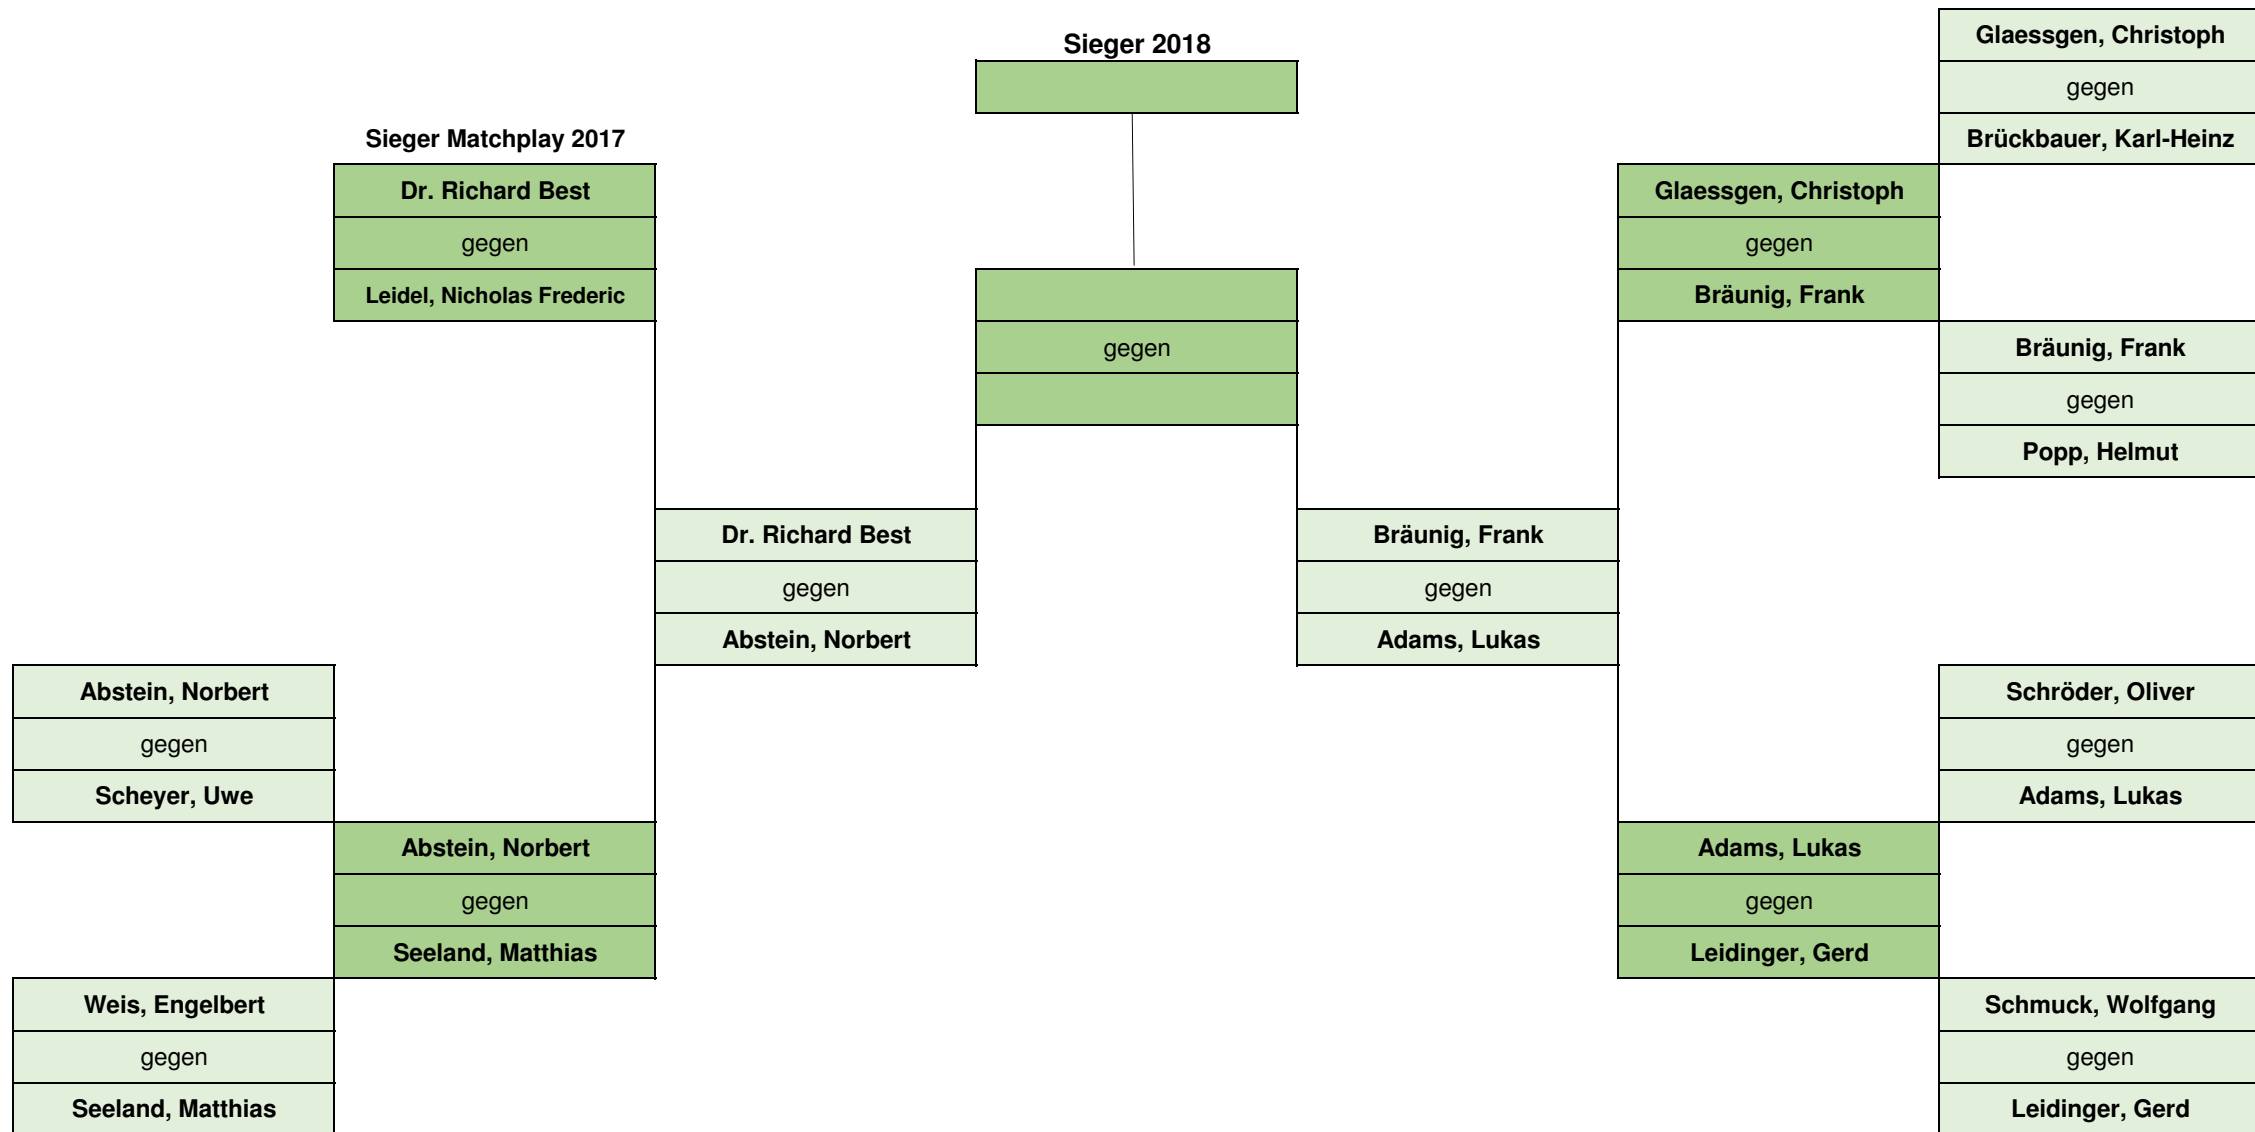 Sieger 2018
Sieger Matchplay 2017
Dr. Richard Best
gegen
Leidel, Nicholas Frederic
Abstein, Norbert
gegen
Scheyer, Uwe
Weis, Engelbert
gegen
Seeland, Matthias
Abstein, Norbert
gegen
Seeland, Matthias
Dr. Richard Best
gegen
Abstein, Norbert
gegen
Bräunig, Frank
gegen
Adams, Lukas
Glaessgen, Christoph
gegen
Bräunig, Frank
Adams, Lukas
gegen
Leidinger, Gerd
Glaessgen, Christoph
gegen
Brückbauer, Karl-Heinz
Bräunig, Frank
gegen
Popp, Helmut
Schröder, Oliver
gegen
Adams, Lukas
Schmuck, Wolfgang
gegen
Leidinger, Gerd